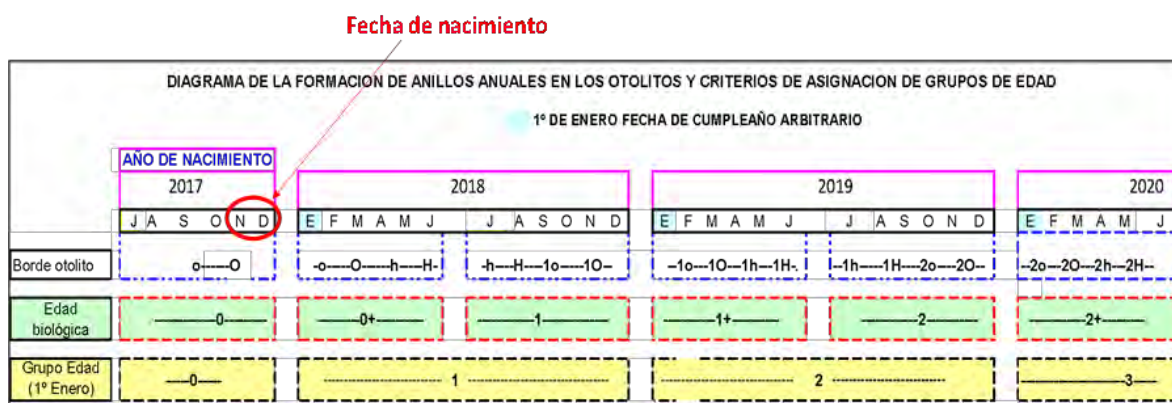 Fecha de nacimiento
DIAGRAMA DE LA FORMACION DE ANILLOS ANUALES EN LOS OTOLITOS Y CRITERIOS DE ASIGNACION DE GRUPOS DE EDAD
1º DE ENERO FECHA DE CUMPLEAÑO ARBITRARIO
AÑO DE NACIMIENTO
2017 2018 2019 2020
J A S O N D E F M A M J J A S O N D E F M A M J J A S O N D E F M A M J
Borde otolito o------O -o-----O------h----H- -h----H----1o-----1O-- --1o---1O---1h---1H-. --1h----1H----2o----2O-- --2o---2O---2h---2H--
Edad biológica ------------0--------- ---------0+--------- -----------1----------- ---------1+--------- --------------2--------- -------------2+---------
Grupo Edad (1º Enero) -----0----- ------------------------- 1 -------------------------- ------------------------- 2 --------------------- --------------------3-----